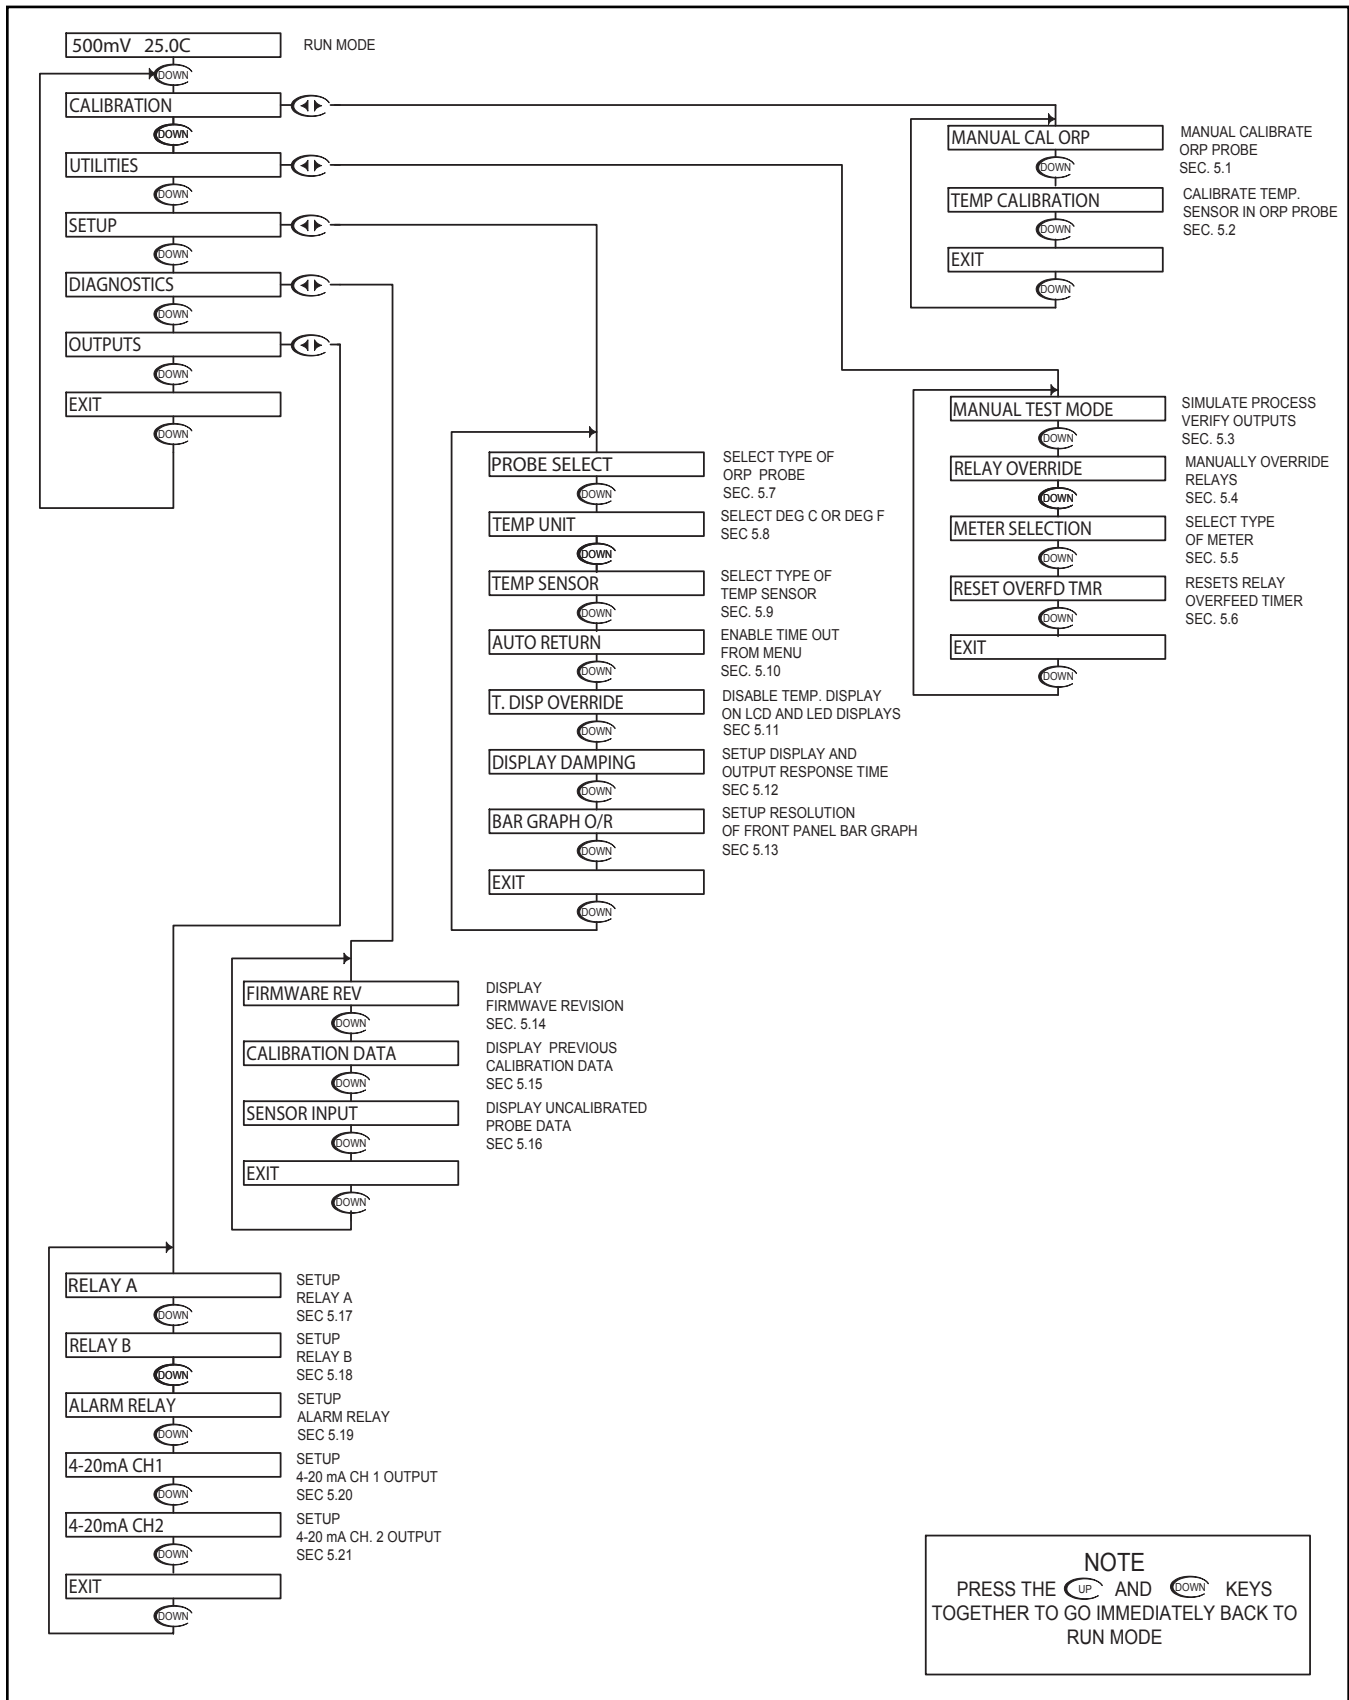 500mV 25.0C
RUN MODE
DOWN
CALIBRATION
DOWN
UTILITIES
DOWN
SETUP
DOWN
DIAGNOSTICS
DOWN
OUTPUTS
DOWN
EXIT
DOWN
MANUAL CAL ORP
MANUAL CALIBRATE
ORP PROBE
SEC. 5.1
DOWN
TEMP CALIBRATION
CALIBRATE TEMP.
SENSOR IN ORP PROBE
SEC. 5.2
DOWN
EXIT
DOWN
MANUAL TEST MODE
SIMULATE PROCESS
VERIFY OUTPUTS
SEC. 5.3
DOWN
RELAY OVERRIDE
MANUALLY OVERRIDE
RELAYS
SEC. 5.4
DOWN
METER SELECTION
SELECT TYPE
OF METER
SEC. 5.5
DOWN
RESET OVERFD TMR
RESETS RELAY
OVERFEED TIMER
SEC. 5.6
DOWN
EXIT
DOWN
PROBE SELECT
SELECT TYPE OF
ORP PROBE
SEC. 5.7
DOWN
TEMP UNIT
SELECT DEG C OR DEG F
SEC 5.8
DOWN
TEMP SENSOR
SELECT TYPE OF
TEMP SENSOR
SEC. 5.9
DOWN
AUTO RETURN
ENABLE TIME OUT
FROM MENU
SEC. 5.10
DOWN
T. DISP OVERRIDE
DISABLE TEMP. DISPLAY
ON LCD AND LED DISPLAYS
SEC 5.11
DOWN
DISPLAY DAMPING
SETUP DISPLAY AND
OUTPUT RESPONSE TIME
SEC 5.12
DOWN
BAR GRAPH O/R
SETUP RESOLUTION
OF FRONT PANEL BAR GRAPH
SEC 5.13
DOWN
EXIT
DOWN
FIRMWARE REV
DISPLAY
FIRMWAVE REVISION
SEC. 5.14
DOWN
CALIBRATION DATA
DISPLAY PREVIOUS
CALIBRATION DATA
SEC 5.15
DOWN
SENSOR INPUT
DISPLAY UNCALIBRATED
PROBE DATA
SEC 5.16
DOWN
EXIT
DOWN
RELAY A
SETUP
RELAY A
SEC 5.17
DOWN
RELAY B
SETUP
RELAY B
SEC 5.18
DOWN
ALARM RELAY
SETUP
ALARM RELAY
SEC 5.19
DOWN
4-20mA CH1
SETUP
4-20 mA CH 1 OUTPUT
SEC 5.20
DOWN
4-20mA CH2
SETUP
4-20 mA CH. 2 OUTPUT
SEC 5.21
DOWN
EXIT
DOWN
NOTE
PRESS THE UP AND DOWN KEYS
TOGETHER TO GO IMMEDIATELY BACK TO
RUN MODE